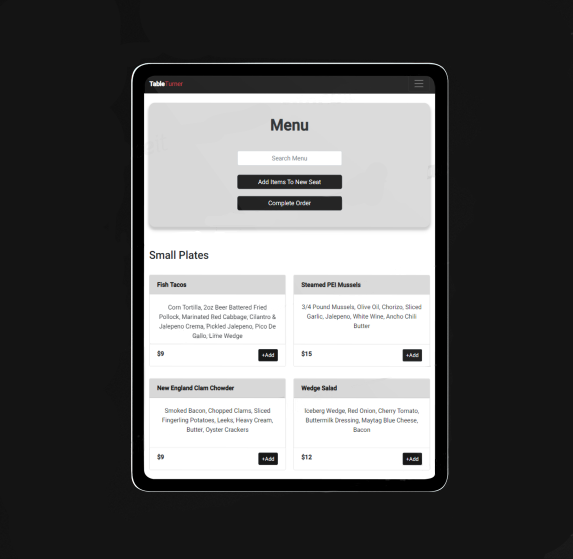 TableTurner
Menu
Search Menu
Add Items To New Seat
Complete Order
Small Plates
Fish Tacos
Corn Tortilla, 2oz Beer Battered Fried
Pollock, Marinated Red Cabbage, Cilantro &
Jalepeno Crema, Pickled Jalepeno, Pico De
Gallo, Lime Wedge
$9
+Add
Steamed PEI Mussels
3/4 Pound Mussels, Olive Oil, Chorizo, Sliced
Garlic, Jalepeno, White Wine, Ancho Chili
Butter
$15
+Add
New England Clam Chowder
Smoked Bacon, Chopped Clams, Sliced
Fingerling Potatoes, Leeks, Heavy Cream,
Butter, Oyster Crackers
$9
+Add
Wedge Salad
Iceberg Wedge, Red Onion, Cherry Tomato,
Buttermilk Dressing, Maytag Blue Cheese,
Bacon
$12
+Add